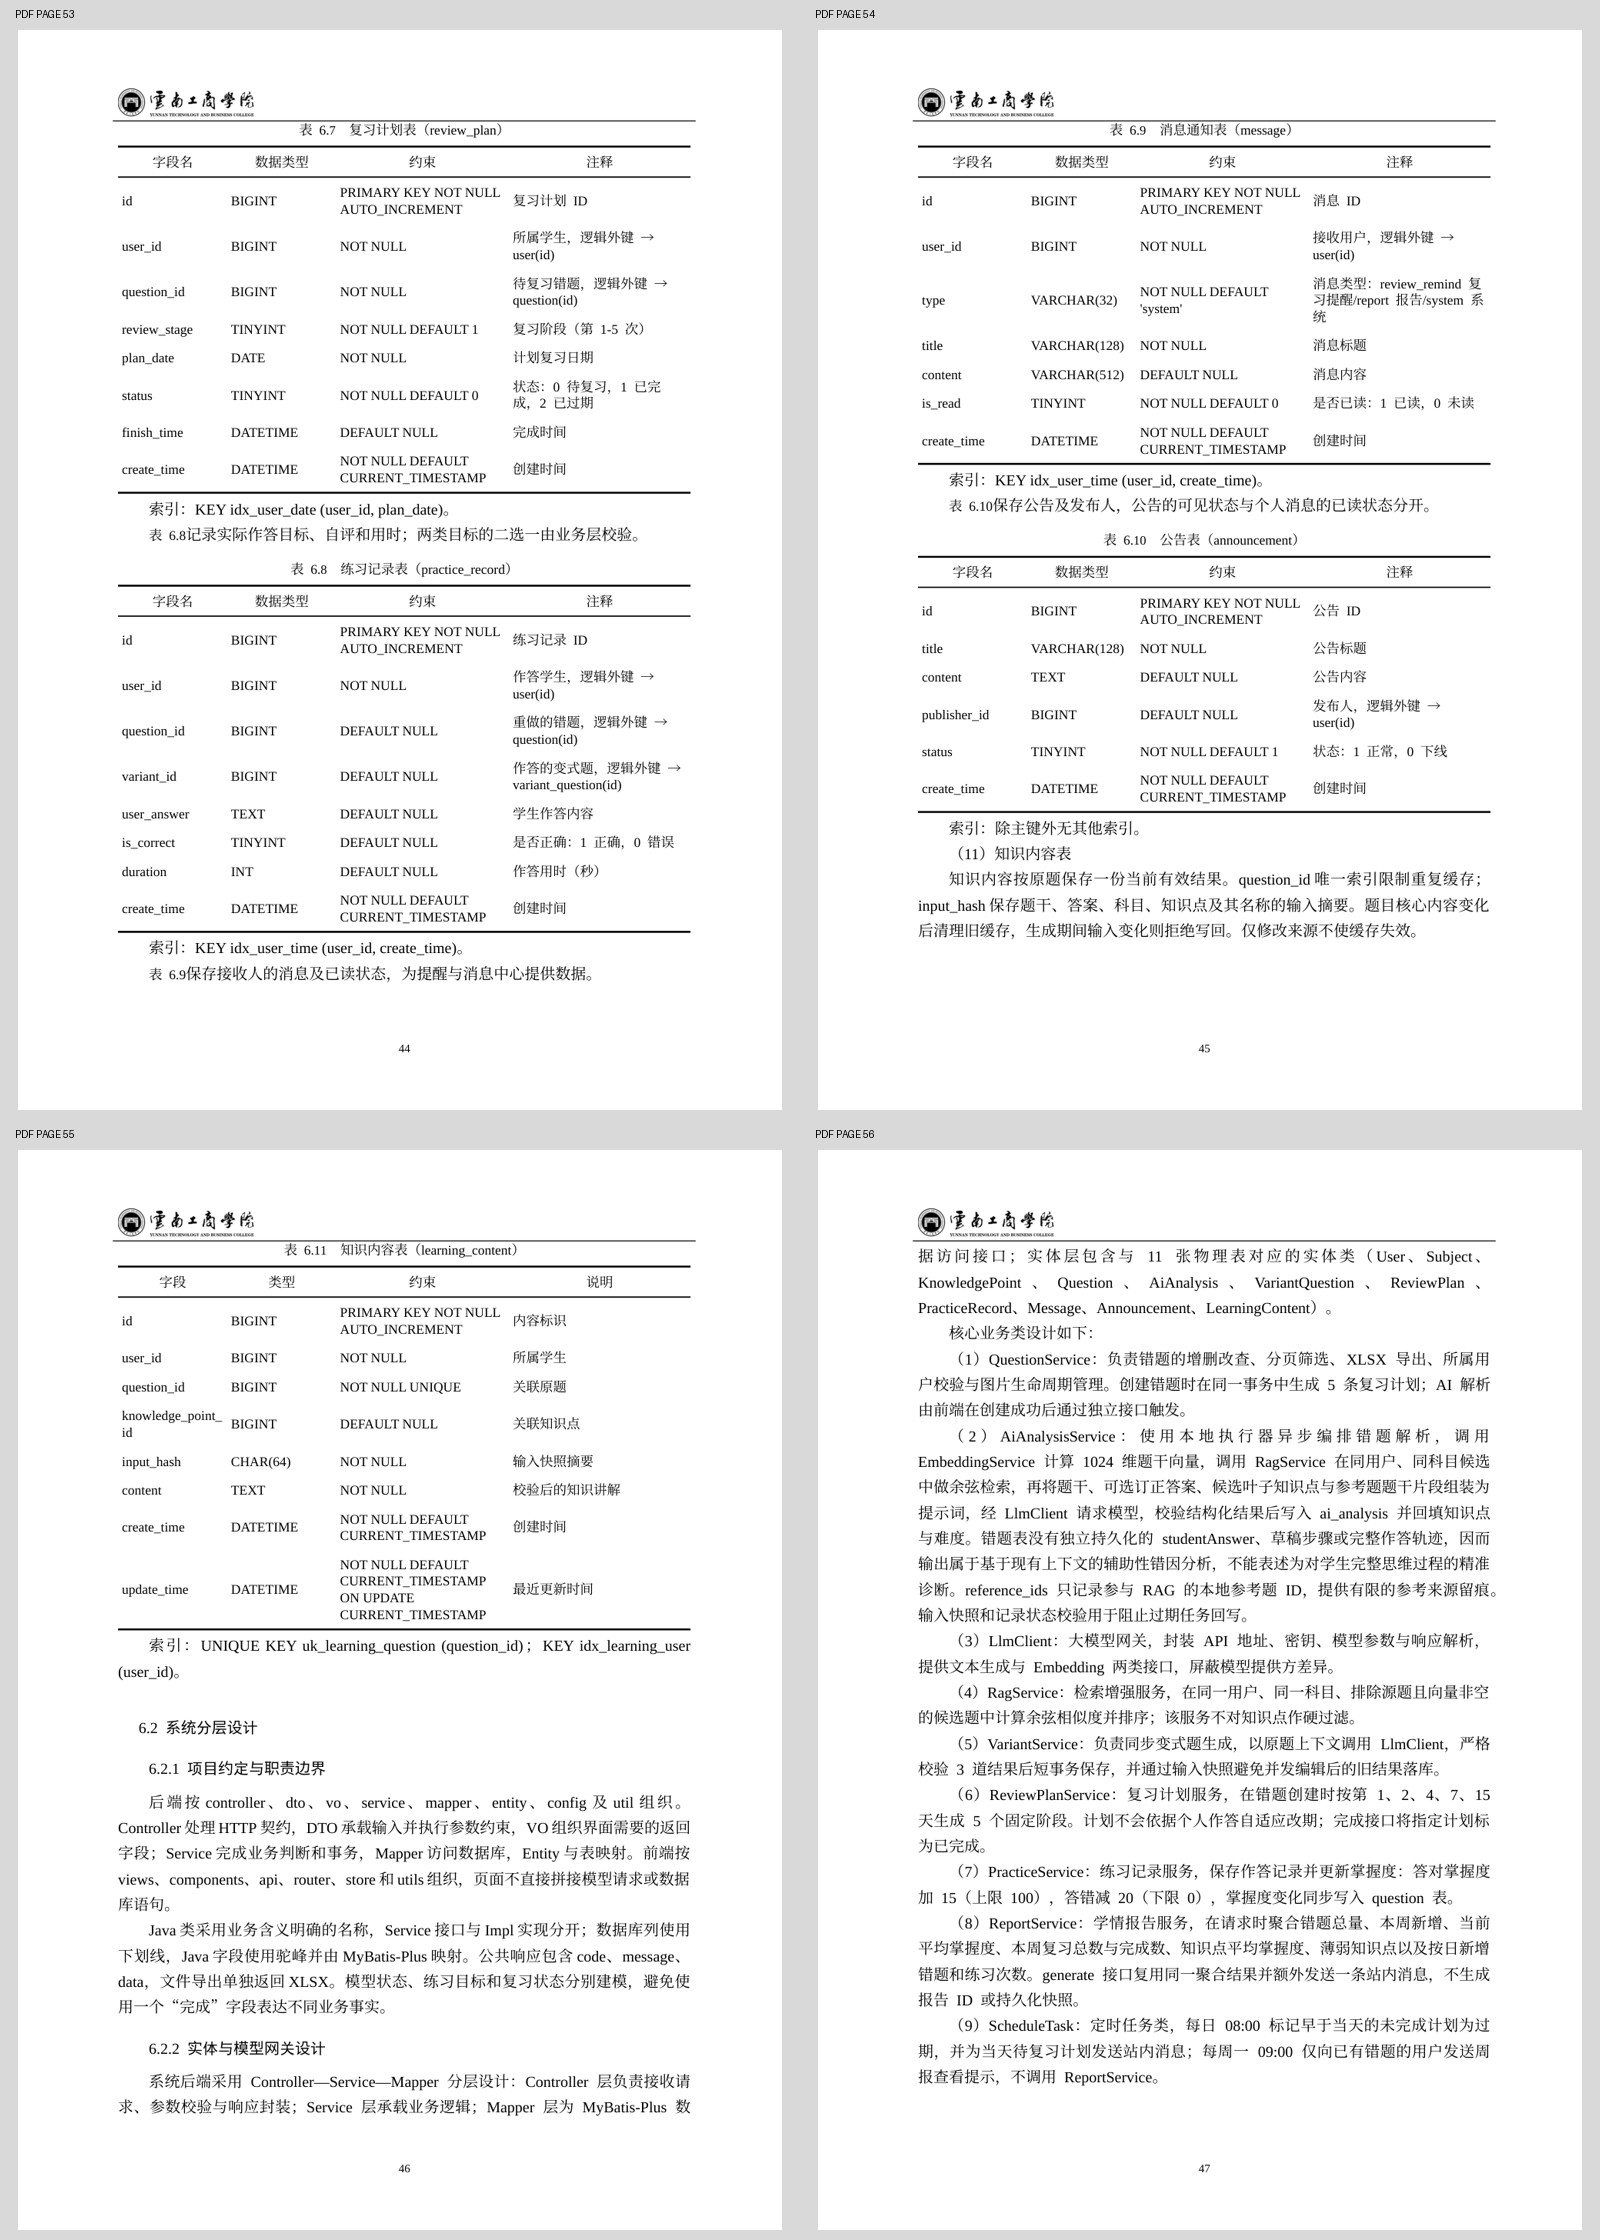 PDF PAGE 53
雲南工商學院
YUNNAN TECHNOLOGY AND BUSINESS COLLEGE
表 6.7 复习计划表（review_plan）
字段名 数据类型 约束 注释
id BIGINT PRIMARY KEY NOT NULL AUTO_INCREMENT 复习计划 ID
user_id BIGINT NOT NULL 所属学生，逻辑外键 → user(id)
question_id BIGINT NOT NULL 待复习错题，逻辑外键 → question(id)
review_stage TINYINT NOT NULL DEFAULT 1 复习阶段（第 1-5 次）
plan_date DATE NOT NULL 计划复习日期
status TINYINT NOT NULL DEFAULT 0 状态：0 待复习，1 已完成，2 已过期
finish_time DATETIME DEFAULT NULL 完成时间
create_time DATETIME NOT NULL DEFAULT CURRENT_TIMESTAMP 创建时间
索引：KEY idx_user_date (user_id, plan_date)。
表 6.8记录实际作答目标、自评和用时；两类目标的二选一由业务层校验。
表 6.8 练习记录表（practice_record）
字段名 数据类型 约束 注释
id BIGINT PRIMARY KEY NOT NULL AUTO_INCREMENT 练习记录 ID
user_id BIGINT NOT NULL 作答学生，逻辑外键 → user(id)
question_id BIGINT DEFAULT NULL 重做的错题，逻辑外键 → question(id)
variant_id BIGINT DEFAULT NULL 作答的变式题，逻辑外键 → variant_question(id)
user_answer TEXT DEFAULT NULL 学生作答内容
is_correct TINYINT DEFAULT NULL 是否正确：1 正确，0 错误
duration INT DEFAULT NULL 作答用时（秒）
create_time DATETIME NOT NULL DEFAULT CURRENT_TIMESTAMP 创建时间
索引：KEY idx_user_time (user_id, create_time)。
表 6.9保存接收人的消息及已读状态，为提醒与消息中心提供数据。
44
PDF PAGE 54
雲南工商學院
YUNNAN TECHNOLOGY AND BUSINESS COLLEGE
表 6.9 消息通知表（message）
字段名 数据类型 约束 注释
id BIGINT PRIMARY KEY NOT NULL AUTO_INCREMENT 消息 ID
user_id BIGINT NOT NULL 接收用户，逻辑外键 → user(id)
type VARCHAR(32) NOT NULL DEFAULT 'system' 消息类型：review_remind 复习提醒/report 报告/system 系统
title VARCHAR(128) NOT NULL 消息标题
content VARCHAR(512) DEFAULT NULL 消息内容
is_read TINYINT NOT NULL DEFAULT 0 是否已读：1 已读，0 未读
create_time DATETIME NOT NULL DEFAULT CURRENT_TIMESTAMP 创建时间
索引：KEY idx_user_time (user_id, create_time)。
表 6.10保存公告及发布人，公告的可见状态与个人消息的已读状态分开。
表 6.10 公告表（announcement）
字段名 数据类型 约束 注释
id BIGINT PRIMARY KEY NOT NULL AUTO_INCREMENT 公告 ID
title VARCHAR(128) NOT NULL 公告标题
content TEXT DEFAULT NULL 公告内容
publisher_id BIGINT DEFAULT NULL 发布人，逻辑外键 → user(id)
status TINYINT NOT NULL DEFAULT 1 状态：1 正常，0 下线
create_time DATETIME NOT NULL DEFAULT CURRENT_TIMESTAMP 创建时间
索引：除主键外无其他索引。
（11）知识内容表
知识内容按原题保存一份当前有效结果。question_id 唯一索引限制重复缓存；
input_hash 保存题干、答案、科目、知识点及其名称的输入摘要。题目核心内容变化
后清理旧缓存，生成期间输入变化则拒绝写回。仅修改来源不使缓存失效。
45
PDF PAGE 55
雲南工商學院
YUNNAN TECHNOLOGY AND BUSINESS COLLEGE
表 6.11 知识内容表（learning_content）
字段 类型 约束 说明
id BIGINT PRIMARY KEY NOT NULL AUTO_INCREMENT 内容标识
user_id BIGINT NOT NULL 所属学生
question_id BIGINT NOT NULL UNIQUE 关联原题
knowledge_point_id BIGINT DEFAULT NULL 关联知识点
input_hash CHAR(64) NOT NULL 输入快照摘要
content TEXT NOT NULL 校验后的知识讲解
create_time DATETIME NOT NULL DEFAULT CURRENT_TIMESTAMP 创建时间
update_time DATETIME NOT NULL DEFAULT CURRENT_TIMESTAMP ON UPDATE CURRENT_TIMESTAMP 最近更新时间
索引：UNIQUE KEY uk_learning_question (question_id)；KEY idx_learning_user
(user_id)。
6.2 系统分层设计
6.2.1 项目约定与职责边界
后端按 controller、dto、vo、service、mapper、entity、config 及 util 组织。
Controller 处理 HTTP 契约，DTO 承载输入并执行参数约束，VO 组织界面需要的返回
字段；Service 完成业务判断和事务，Mapper 访问数据库，Entity 与表映射。前端按
views、components、api、router、store 和 utils 组织，页面不直接拼接模型请求或数据
库语句。
Java 类采用业务含义明确的名称，Service 接口与 Impl 实现分开；数据库列使用
下划线，Java 字段使用驼峰并由 MyBatis-Plus 映射。公共响应包含 code、message、
data，文件导出单独返回 XLSX。模型状态、练习目标和复习状态分别建模，避免使
用一个“完成”字段表达不同业务事实。
6.2.2 实体与模型网关设计
系统后端采用 Controller—Service—Mapper 分层设计：Controller 层负责接收请
求、参数校验与响应封装；Service 层承载业务逻辑；Mapper 层为 MyBatis-Plus 数
46
PDF PAGE 56
雲南工商學院
YUNNAN TECHNOLOGY AND BUSINESS COLLEGE
据访问接口；实体层包含与 11 张物理表对应的实体类（User、Subject、
KnowledgePoint、Question、AiAnalysis、VariantQuestion、ReviewPlan、
PracticeRecord、Message、Announcement、LearningContent）。
核心业务类设计如下：
（1）QuestionService：负责错题的增删改查、分页筛选、XLSX 导出、所属用
户校验与图片生命周期管理。创建错题时在同一事务中生成 5 条复习计划；AI 解析
由前端在创建成功后通过独立接口触发。
（2）AiAnalysisService：使用本地执行器异步编排错题解析，调用
EmbeddingService 计算 1024 维题干向量，调用 RagService 在同用户、同科目候选
中做余弦检索，再将题干、可选订正答案、候选叶子知识点与参考题题干片段组装为
提示词，经 LlmClient 请求模型，校验结构化结果后写入 ai_analysis 并回填知识点
与难度。错题表没有独立持久化的 studentAnswer、草稿步骤或完整作答轨迹，因而
输出属于基于现有上下文的辅助性错因分析，不能表述为对学生完整思维过程的精准
诊断。reference_ids 只记录参与 RAG 的本地参考题 ID，提供有限的参考来源留痕。
输入快照和记录状态校验用于阻止过期任务回写。
（3）LlmClient：大模型网关，封装 API 地址、密钥、模型参数与响应解析，
提供文本生成与 Embedding 两类接口，屏蔽模型提供方差异。
（4）RagService：检索增强服务，在同一用户、同一科目、排除源题且向量非空
的候选题中计算余弦相似度并排序；该服务不对知识点作硬过滤。
（5）VariantService：负责同步变式题生成，以原题上下文调用 LlmClient，严格
校验 3 道结果后短事务保存，并通过输入快照避免并发编辑后的旧结果落库。
（6）ReviewPlanService：复习计划服务，在错题创建时按第 1、2、4、7、15
天生成 5 个固定阶段。计划不会依据个人作答自适应改期；完成接口将指定计划标
为已完成。
（7）PracticeService：练习记录服务，保存作答记录并更新掌握度：答对掌握度
加 15（上限 100），答错减 20（下限 0），掌握度变化同步写入 question 表。
（8）ReportService：学情报告服务，在请求时聚合错题总量、本周新增、当前
平均掌握度、本周复习总数与完成数、知识点平均掌握度、薄弱知识点以及按日新增
错题和练习次数。generate 接口复用同一聚合结果并额外发送一条站内消息，不生成
报告 ID 或持久化快照。
（9）ScheduleTask：定时任务类，每日 08:00 标记早于当天的未完成计划为过
期，并为当天待复习计划发送站内消息；每周一 09:00 仅向已有错题的用户发送周
报查看提示，不调用 ReportService。
47